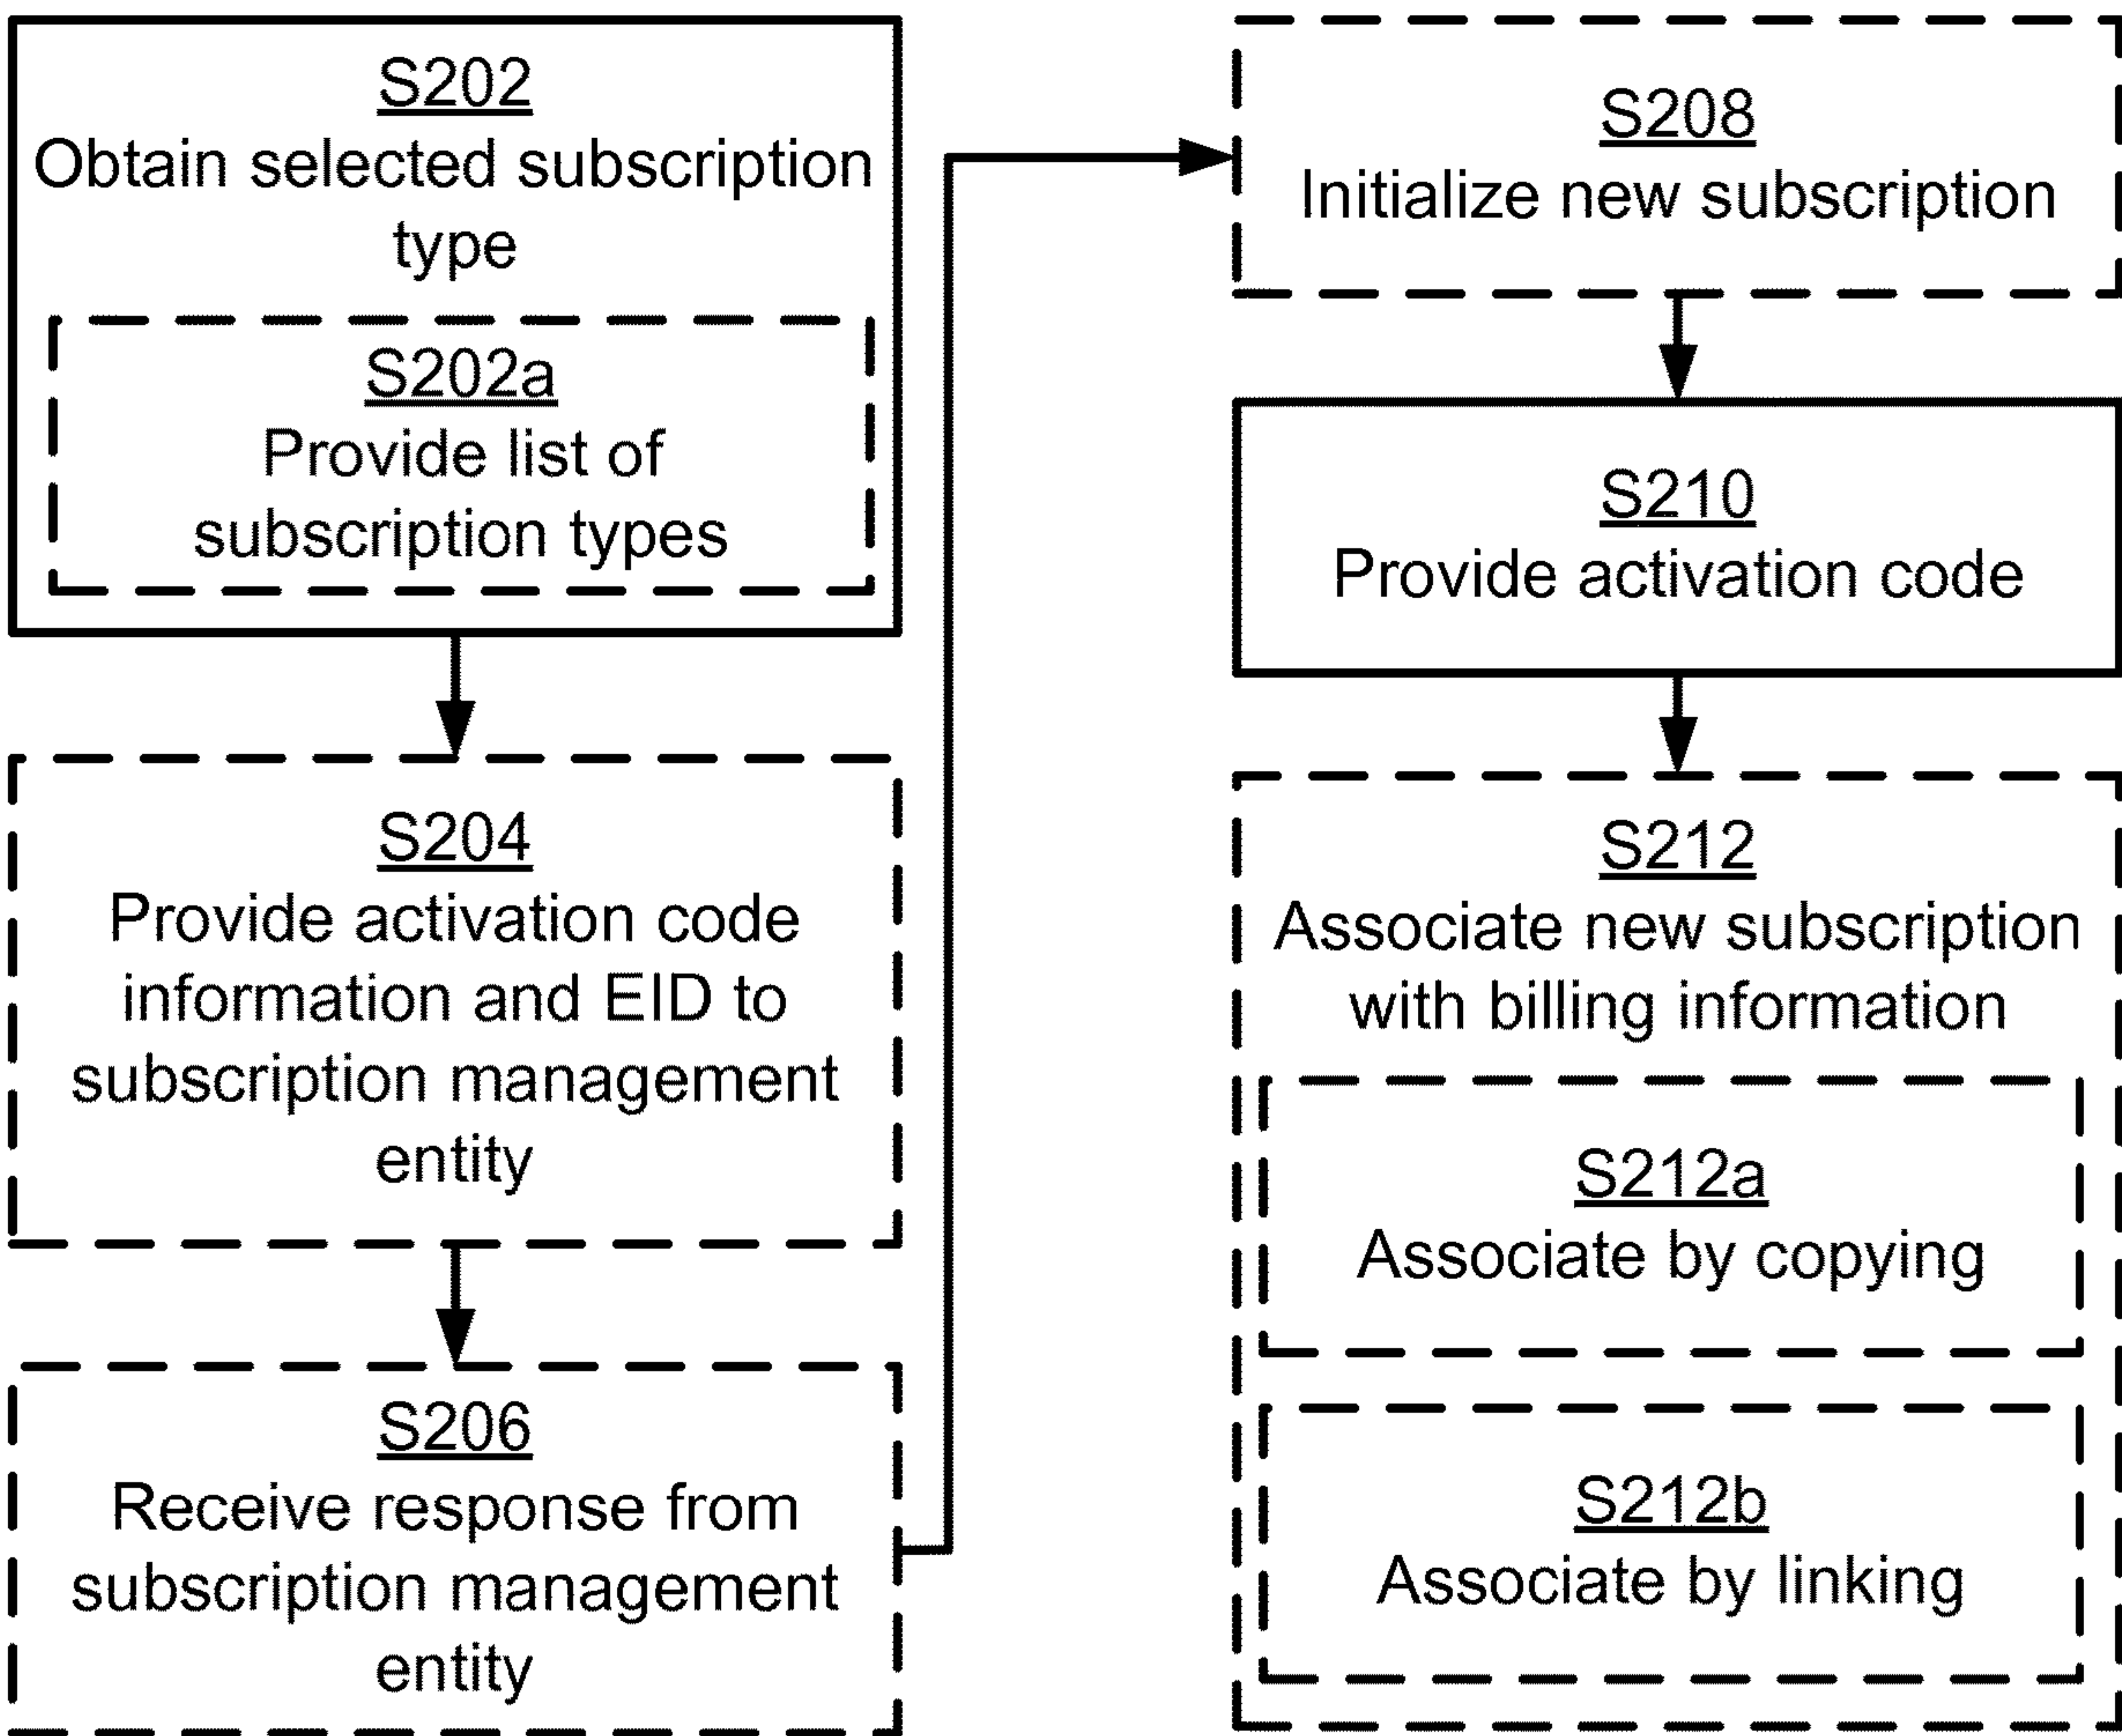 S202
Obtain selected subscription
type
S202a
Provide list of
subscription types
S204
Provide activation code
information and EID to
subscription management
entity
S206
Receive response from
subscription management
entity
S208
Initialize new subscription
S210
Provide activation code
S212
Associate new subscription
with billing information
S212a
Associate by copying
S212b
Associate by linking